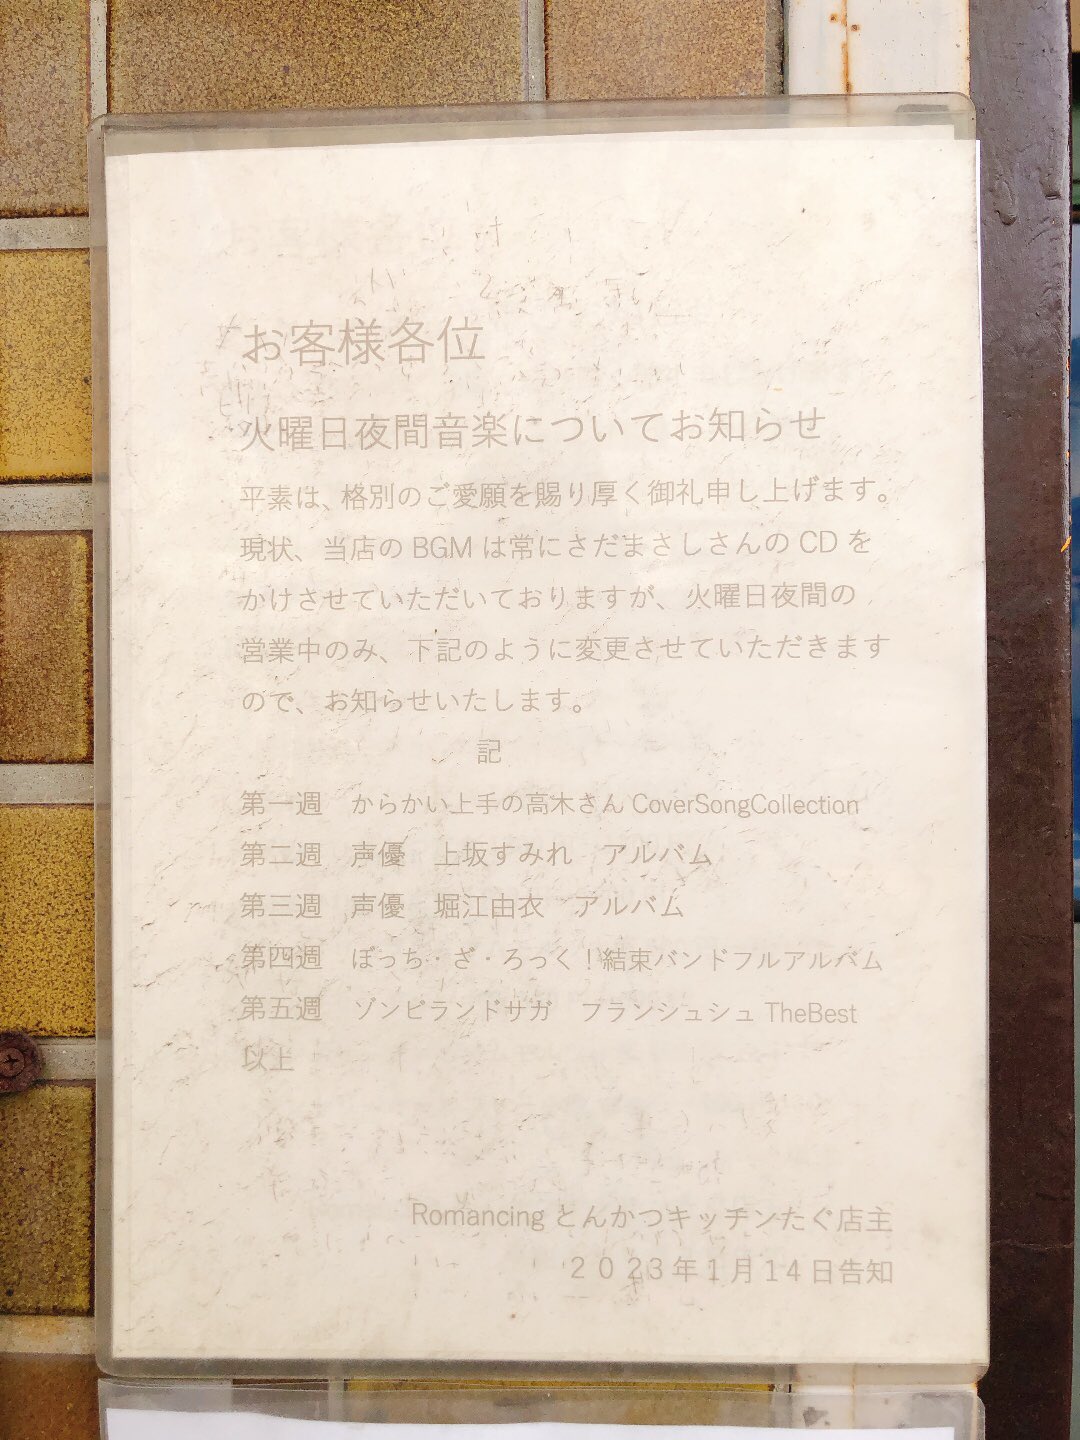 お客様各位
火曜日夜間音楽についてお知らせ
平素は、格別のご愛願を賜り厚く御礼申し上げます。
現状、当店の BGM は常にさだまさしさんの CD を
かけさせていただいておりますが、火曜日夜間の
営業中のみ、下記のように変更させていただきます
ので、お知らせいたします。
記
第一週　からかい上手の高木さん CoverSongCollection
第二週　声優　上坂すみれ　アルバム
第三週　声優　堀江由衣　アルバム
第四週　ぼっち・ざ・ろっく！結束バンドフルアルバム
第五週　ゾンビランドサガ　フランシュシュ TheBest
以上
Romancing とんかつキッチンたぐ店主
２０２３年１月１４日告知